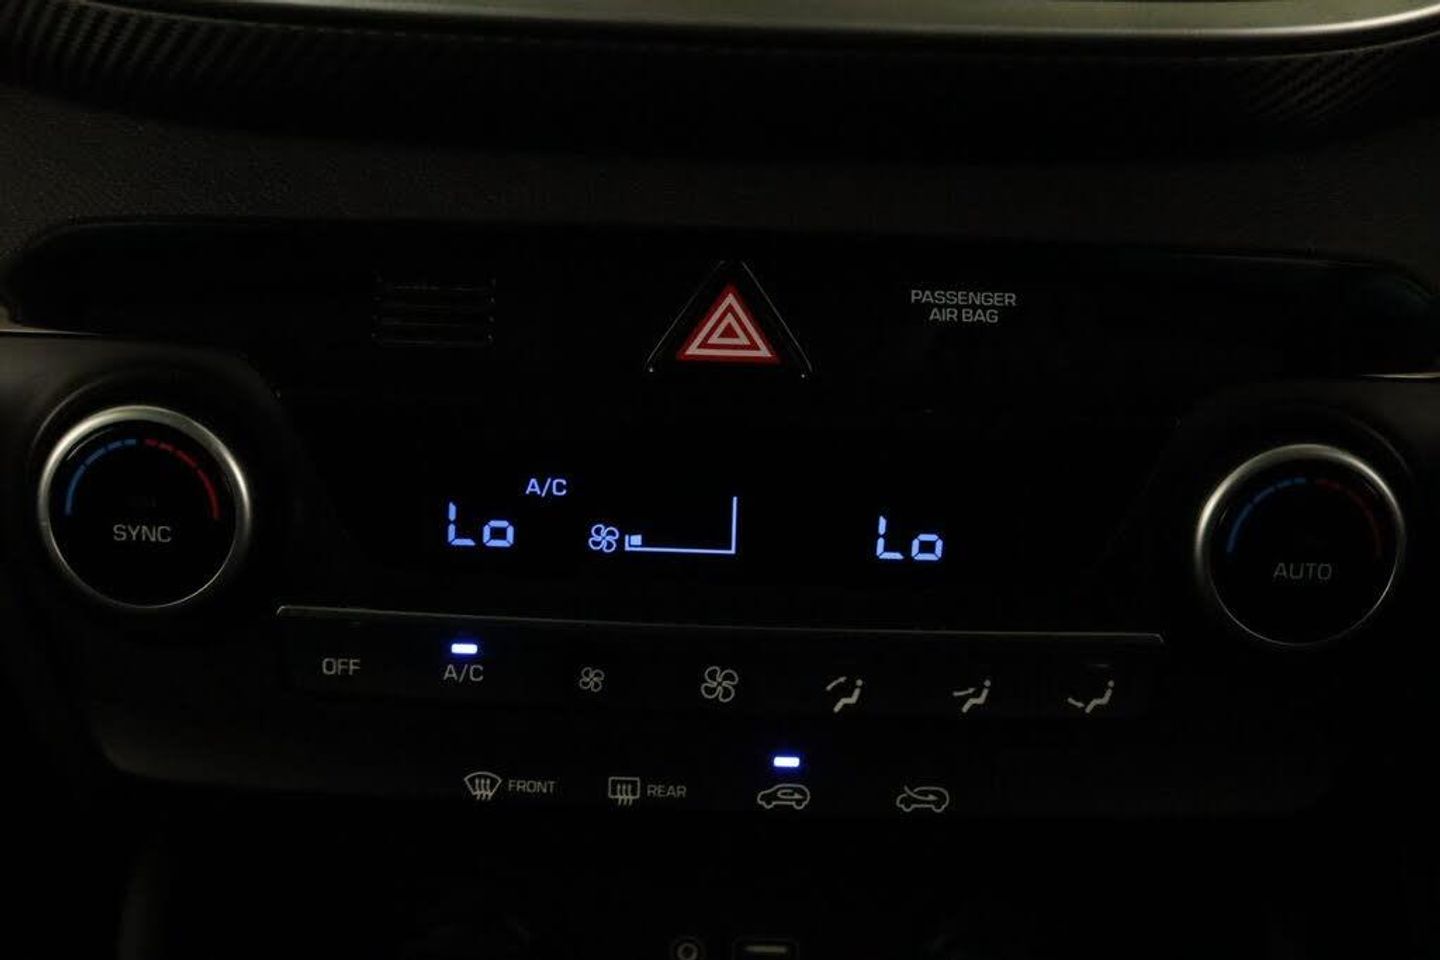 PASSENGER
AIR BAG
SYNC
A/C
Lo
Lo
AUTO
OFF
A/C
FRONT
REAR